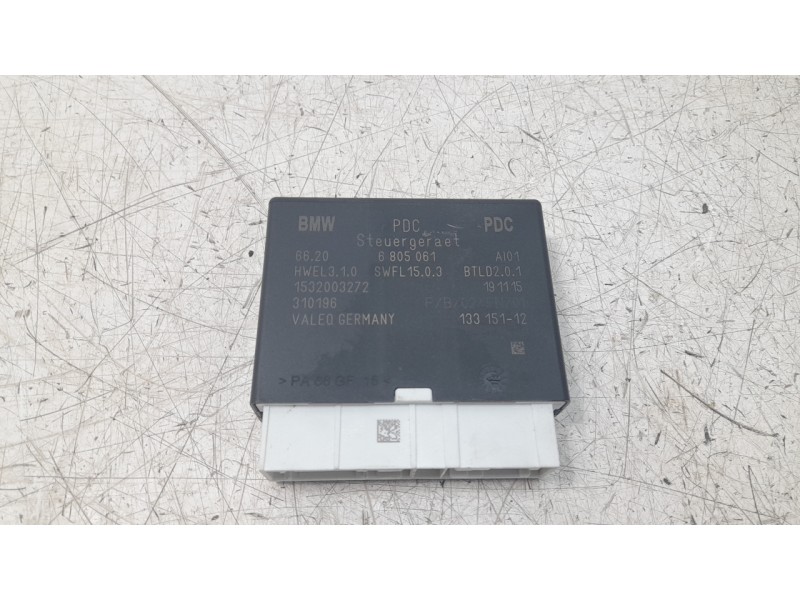 BMW PDC PDC
Steuergeraet
66.20 6 805 061 AI01
HWEL3.1.0 SWFL15.0.3 BTLD2.0.1
1532003272 19.11.15
310196
VALEO GERMANY 133 151-12